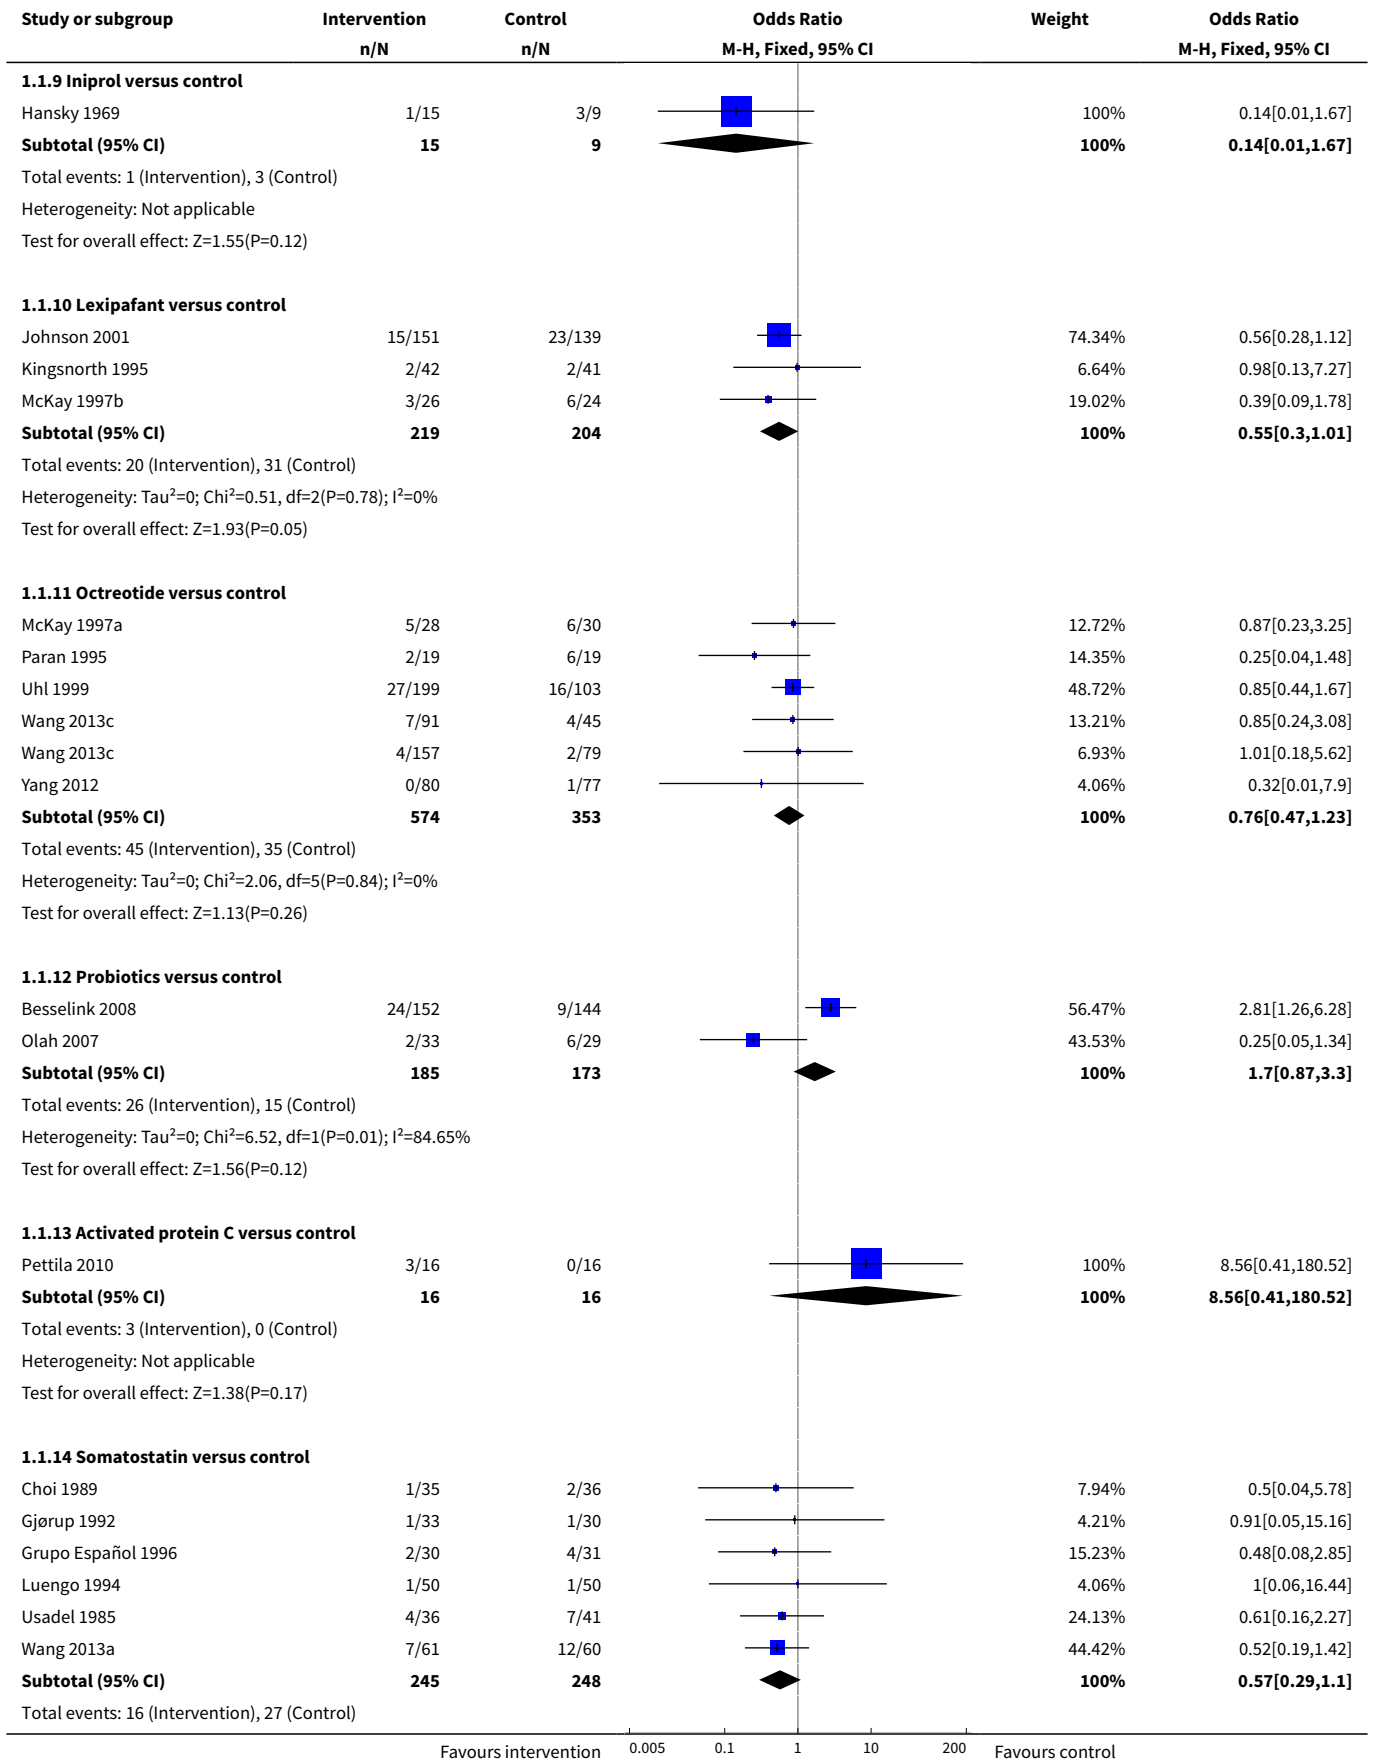 Study or subgroup Intervention Control Odds Ratio Weight Odds Ratio
n/N n/N M-H, Fixed, 95% CI M-H, Fixed, 95% CI
1.1.9 Iniprol versus control
Hansky 1969 1/15 3/9 100% 0.14[0.01,1.67]
Subtotal (95% CI) 15 9 100% 0.14[0.01,1.67]
Total events: 1 (Intervention), 3 (Control)
Heterogeneity: Not applicable
Test for overall effect: Z=1.55(P=0.12)
1.1.10 Lexipafant versus control
Johnson 2001 15/151 23/139 74.34% 0.56[0.28,1.12]
Kingsnorth 1995 2/42 2/41 6.64% 0.98[0.13,7.27]
McKay 1997b 3/26 6/24 19.02% 0.39[0.09,1.78]
Subtotal (95% CI) 219 204 100% 0.55[0.3,1.01]
Total events: 20 (Intervention), 31 (Control)
Heterogeneity: Tau²=0; Chi²=0.51, df=2(P=0.78); I²=0%
Test for overall effect: Z=1.93(P=0.05)
1.1.11 Octreotide versus control
McKay 1997a 5/28 6/30 12.72% 0.87[0.23,3.25]
Paran 1995 2/19 6/19 14.35% 0.25[0.04,1.48]
Uhl 1999 27/199 16/103 48.72% 0.85[0.44,1.67]
Wang 2013c 7/91 4/45 13.21% 0.85[0.24,3.08]
Wang 2013c 4/157 2/79 6.93% 1.01[0.18,5.62]
Yang 2012 0/80 1/77 4.06% 0.32[0.01,7.9]
Subtotal (95% CI) 574 353 100% 0.76[0.47,1.23]
Total events: 45 (Intervention), 35 (Control)
Heterogeneity: Tau²=0; Chi²=2.06, df=5(P=0.84); I²=0%
Test for overall effect: Z=1.13(P=0.26)
1.1.12 Probiotics versus control
Besselink 2008 24/152 9/144 56.47% 2.81[1.26,6.28]
Olah 2007 2/33 6/29 43.53% 0.25[0.05,1.34]
Subtotal (95% CI) 185 173 100% 1.7[0.87,3.3]
Total events: 26 (Intervention), 15 (Control)
Heterogeneity: Tau²=0; Chi²=6.52, df=1(P=0.01); I²=84.65%
Test for overall effect: Z=1.56(P=0.12)
1.1.13 Activated protein C versus control
Pettila 2010 3/16 0/16 100% 8.56[0.41,180.52]
Subtotal (95% CI) 16 16 100% 8.56[0.41,180.52]
Total events: 3 (Intervention), 0 (Control)
Heterogeneity: Not applicable
Test for overall effect: Z=1.38(P=0.17)
1.1.14 Somatostatin versus control
Choi 1989 1/35 2/36 7.94% 0.5[0.04,5.78]
Gjørup 1992 1/33 1/30 4.21% 0.91[0.05,15.16]
Grupo Español 1996 2/30 4/31 15.23% 0.48[0.08,2.85]
Luengo 1994 1/50 1/50 4.06% 1[0.06,16.44]
Usadel 1985 4/36 7/41 24.13% 0.61[0.16,2.27]
Wang 2013a 7/61 12/60 44.42% 0.52[0.19,1.42]
Subtotal (95% CI) 245 248 100% 0.57[0.29,1.1]
Total events: 16 (Intervention), 27 (Control)
Favours intervention 0.005 0.1 1 10 200 Favours control